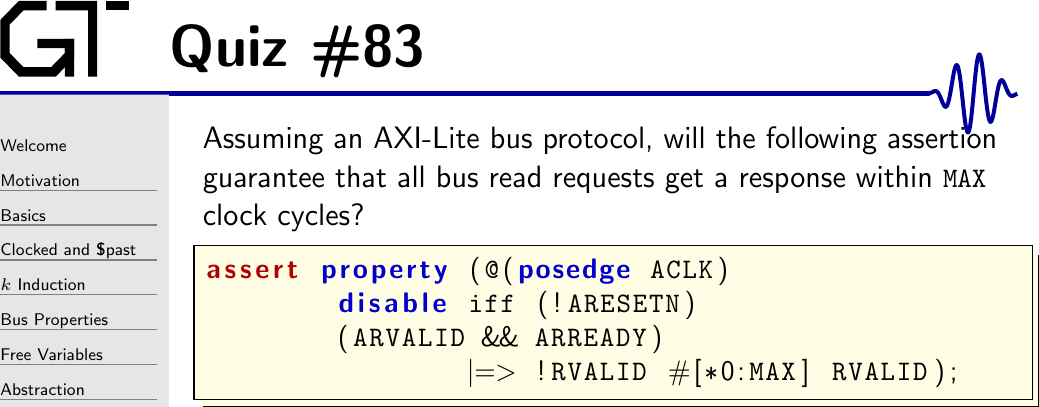 GT
Quiz #83
Welcome
Motivation
Basics
Clocked and $past
k Induction
Bus Properties
Free Variables
Abstraction
Assuming an AXI-Lite bus protocol, will the following assertion
guarantee that all bus read requests get a response within MAX
clock cycles?
assert property (@(posedge ACLK)
disable iff (!ARESETN)
(ARVALID && ARREADY)
|=> !RVALID #[*0:MAX] RVALID);